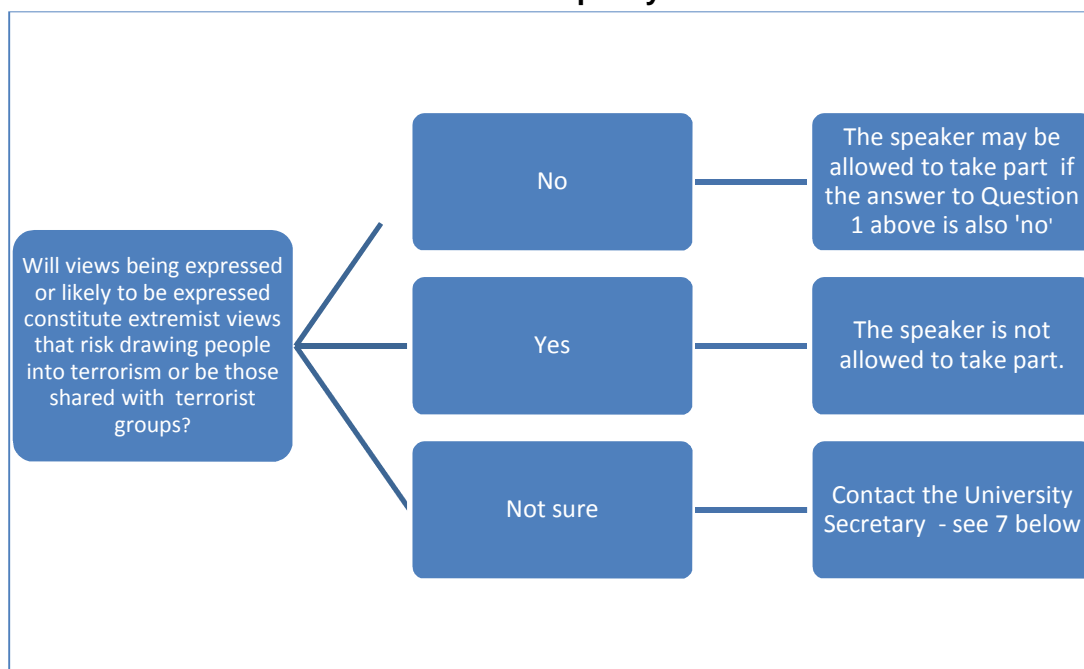 Will views being expressed
or likely to be expressed
constitute extremist views
that risk drawing people
into terrorism or be those
shared with terrorist
groups?
No
The speaker may be
allowed to take part if
the answer to Question
1 above is also 'no'
Yes
The speaker is not
allowed to take part.
Not sure
Contact the University
Secretary - see 7 below